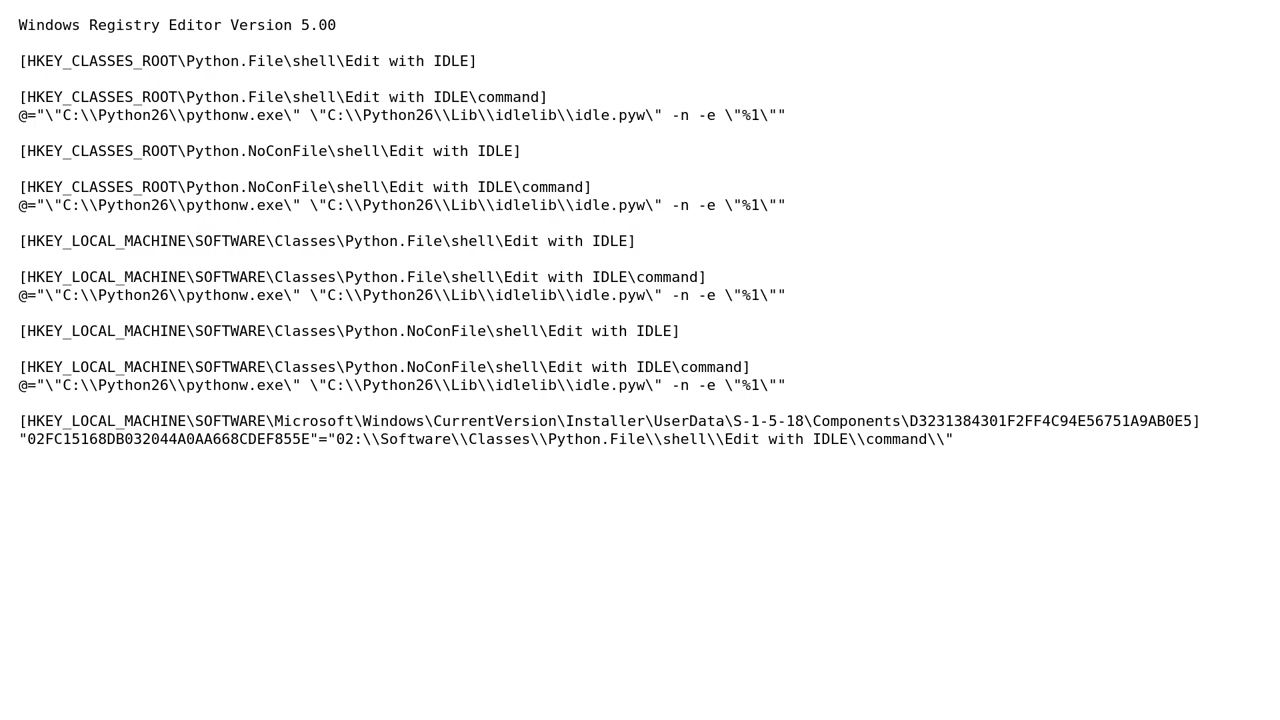 Windows Registry Editor Version 5.00
[HKEY_CLASSES_ROOT\Python.File\shell\Edit with IDLE]
[HKEY_CLASSES_ROOT\Python.File\shell\Edit with IDLE\command]
@="\"C:\\Python26\\pythonw.exe\" \"C:\\Python26\\Lib\\idlelib\\idle.pyw\" -n -e \"%1\""
[HKEY_CLASSES_ROOT\Python.NoConFile\shell\Edit with IDLE]
[HKEY_CLASSES_ROOT\Python.NoConFile\shell\Edit with IDLE\command]
@="\"C:\\Python26\\pythonw.exe\" \"C:\\Python26\\Lib\\idlelib\\idle.pyw\" -n -e \"%1\""
[HKEY_LOCAL_MACHINE\SOFTWARE\Classes\Python.File\shell\Edit with IDLE]
[HKEY_LOCAL_MACHINE\SOFTWARE\Classes\Python.File\shell\Edit with IDLE\command]
@="\"C:\\Python26\\pythonw.exe\" \"C:\\Python26\\Lib\\idlelib\\idle.pyw\" -n -e \"%1\""
[HKEY_LOCAL_MACHINE\SOFTWARE\Classes\Python.NoConFile\shell\Edit with IDLE]
[HKEY_LOCAL_MACHINE\SOFTWARE\Classes\Python.NoConFile\shell\Edit with IDLE\command]
@="\"C:\\Python26\\pythonw.exe\" \"C:\\Python26\\Lib\\idlelib\\idle.pyw\" -n -e \"%1\""
[HKEY_LOCAL_MACHINE\SOFTWARE\Microsoft\Windows\CurrentVersion\Installer\UserData\S-1-5-18\Components\D3231384301F2FF4C94E56751A9AB0E5]
"02FC15168DB032044A0AA668CDEF855E"="02:\\Software\\Classes\\Python.File\\shell\\Edit with IDLE\\command\\"